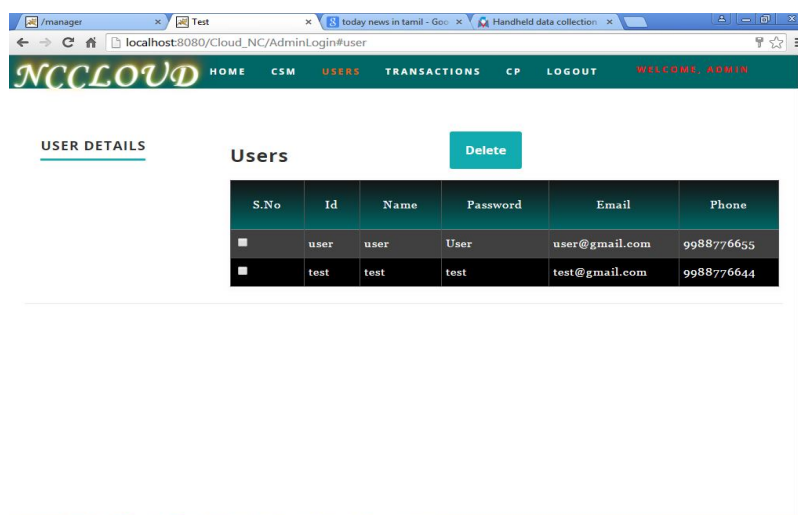 /manager
Test
today news in tamil - Goo
Handheld data collection
localhost:8080/Cloud_NC/AdminLogin#user
NCCLOUD HOME CSM USERS TRANSACTIONS CP LOGOUT WELCOME, ADMIN
USER DETAILS
Users
Delete
S.No Id Name Password Email Phone
user user User user@gmail.com 9988776655
test test test test@gmail.com 9988776644